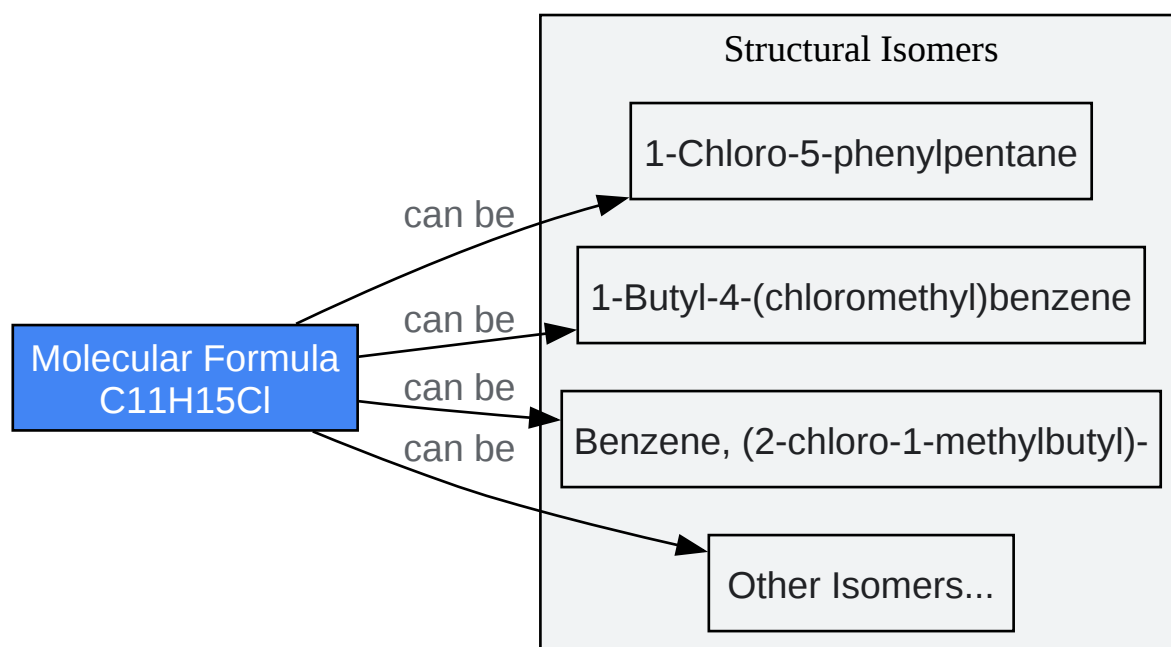 Structural Isomers
1-Chloro-5-phenylpentane
can be
1-Butyl-4-(chloromethyl)benzene
can be
Molecular Formula
C11H15Cl
can be
Benzene, (2-chloro-1-methylbutyl)-
can be
Other Isomers...